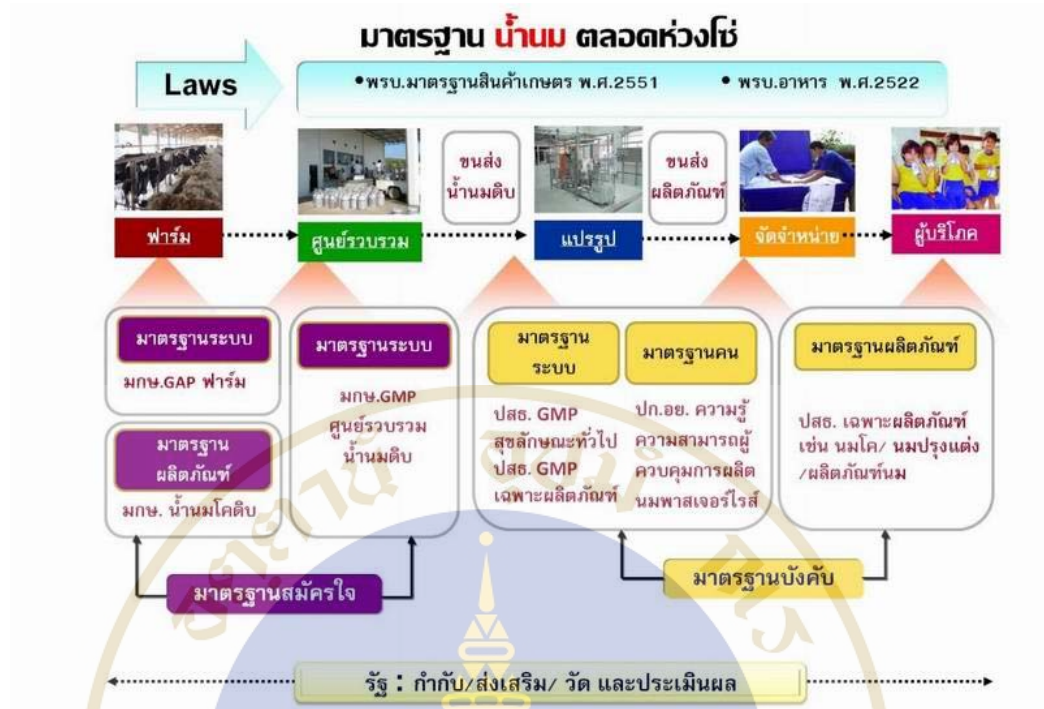 มาตรฐาน น้ำนม ตลอดห่วงโซ่
Laws
•พรบ.มาตรฐานสินค้าเกษตร พ.ศ.2551
• พรบ.อาหาร พ.ศ.2522
ขนส่ง
น้ำนมดิบ
ขนส่ง
ผลิตภัณฑ์
ฟาร์ม
ศูนย์รวบรวม
แปรรูป
จัดจำหน่าย
ผู้บริโภค
มาตรฐานระบบ
มกษ.GAP ฟาร์ม
มาตรฐาน
ผลิตภัณฑ์
มกษ. น้ำนมโคดิบ
มาตรฐานระบบ
มกษ.GMP
ศูนย์รวบรวม
น้ำนมดิบ
มาตรฐาน
ระบบ
ปสธ. GMP
สุขลักษณะทั่วไป
ปสธ. GMP
เฉพาะผลิตภัณฑ์
มาตรฐานคน
ปก.อย. ความรู้
ความสามารถผู้
ควบคุมการผลิต
นมพาสเจอร์ไรส์
มาตรฐานผลิตภัณฑ์
ปสธ. เฉพาะผลิตภัณฑ์
เช่น นมโค/ นมปรุงแต่ง
/ผลิตภัณฑ์นม
มาตรฐานสมัครใจ
มาตรฐานบังคับ
รัฐ : กำกับ/ส่งเสริม/ วัด และประเมินผล